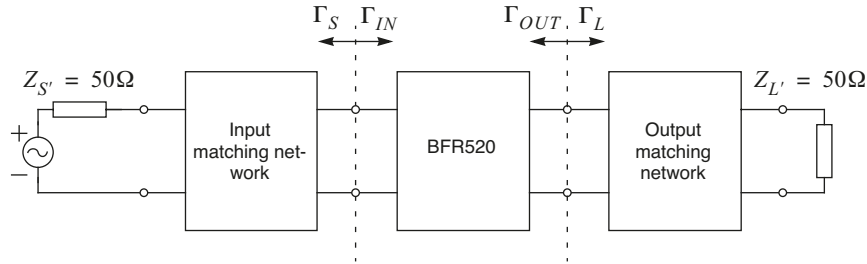 Γ_S Γ_IN Γ_OUT Γ_L
Z_S' = 50Ω
Z_L' = 50Ω
+
−
Input
matching net-
work
BFR520
Output
matching
network